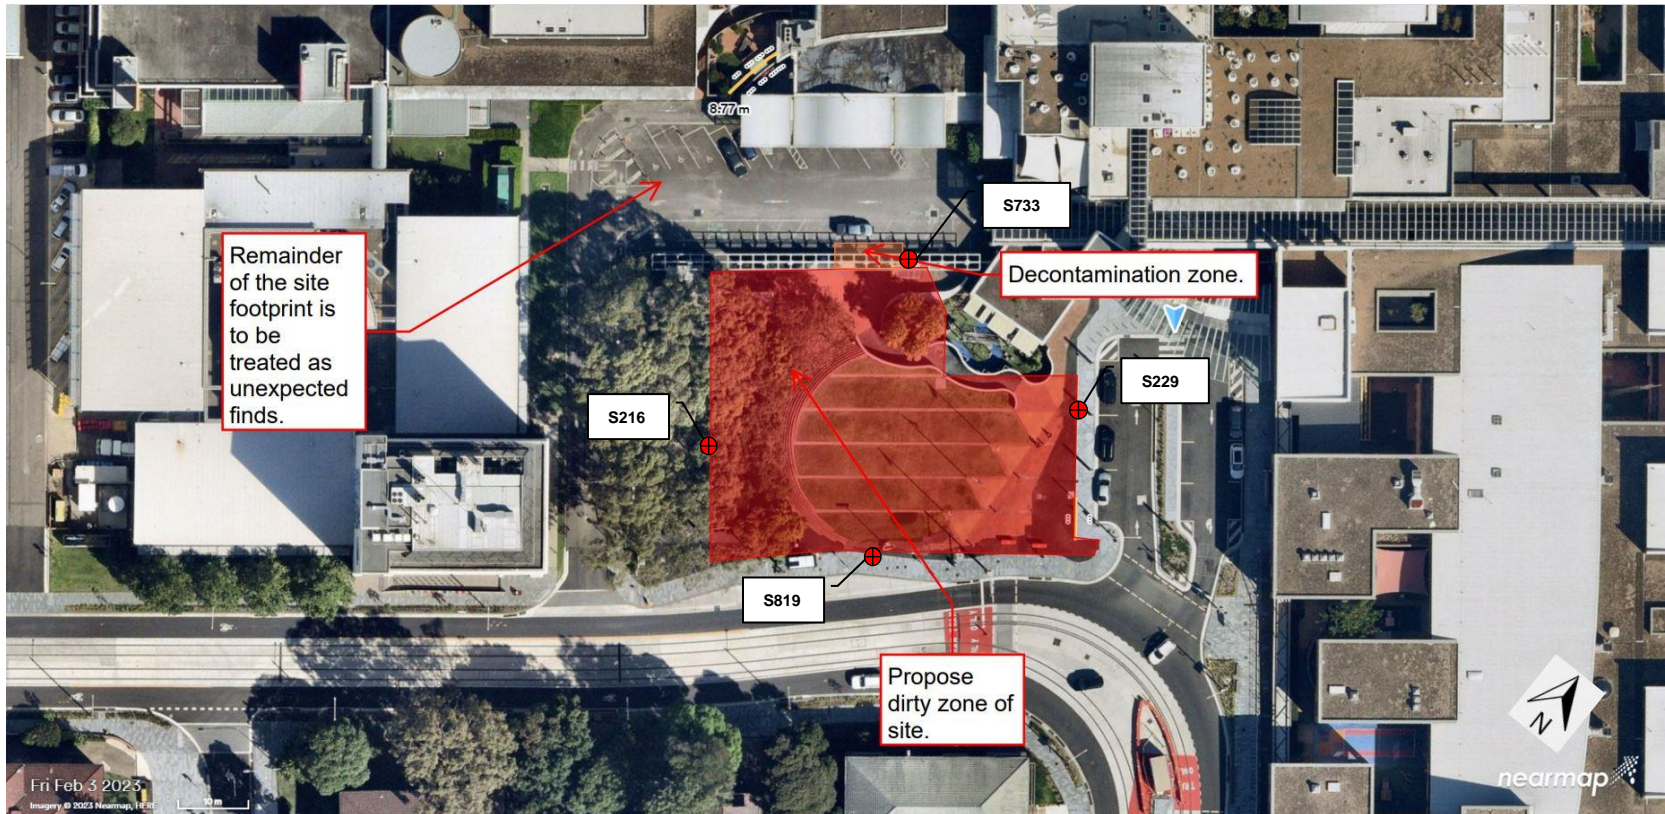 8.77 m
S733
Remainder
of the site
footprint is
to be
treated as
unexpected
finds.
Decontamination zone.
S229
S216
S819
Propose
dirty zone of
site.
N
Fri Feb 3 2023
Imagery © 2023 Nearmap, HERE
10 m
nearmap